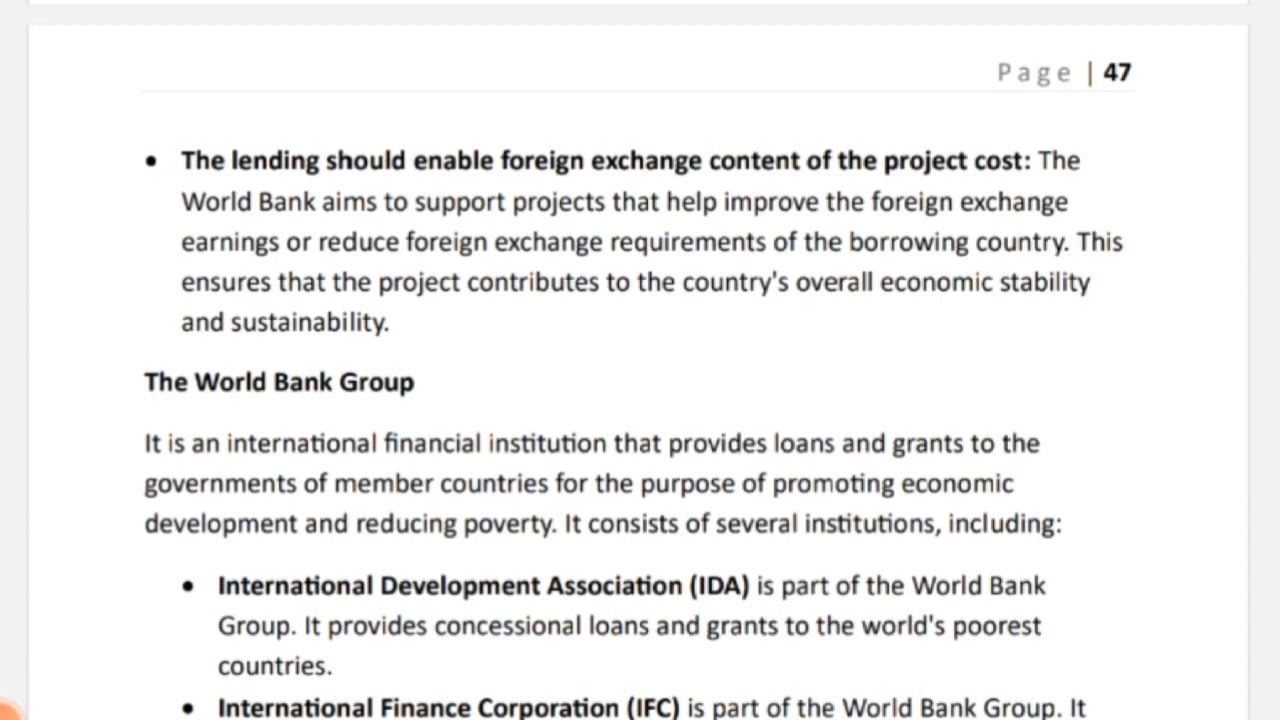 Page | 47
• The lending should enable foreign exchange content of the project cost: The
World Bank aims to support projects that help improve the foreign exchange
earnings or reduce foreign exchange requirements of the borrowing country. This
ensures that the project contributes to the country's overall economic stability
and sustainability.
The World Bank Group
It is an international financial institution that provides loans and grants to the
governments of member countries for the purpose of promoting economic
development and reducing poverty. It consists of several institutions, including:
• International Development Association (IDA) is part of the World Bank
Group. It provides concessional loans and grants to the world's poorest
countries.
• International Finance Corporation (IFC) is part of the World Bank Group. It